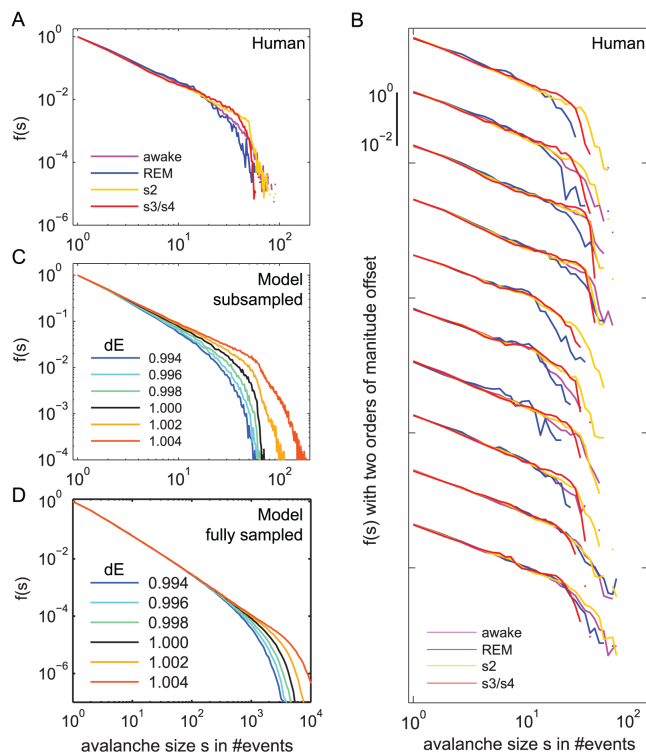 A
Human
10^0
10^-2
10^-4
10^-6
f(s)
awake
REM
s2
s3/s4
10^0
10^1
10^2
B
Human
10^0
10^-2
f(s) with two orders of manitude offset
awake
REM
s2
s3/s4
10^0
10^1
10^2
avalanche size s in #events
C
Model
subsampled
10^0
10^-1
10^-2
10^-3
10^-4
f(s)
dE
0.994
0.996
0.998
1.000
1.002
1.004
10^0
10^1
10^2
D
Model
fully sampled
10^0
10^-2
10^-4
10^-6
f(s)
dE
0.994
0.996
0.998
1.000
1.002
1.004
10^0
10^1
10^2
10^3
10^4
avalanche size s in #events